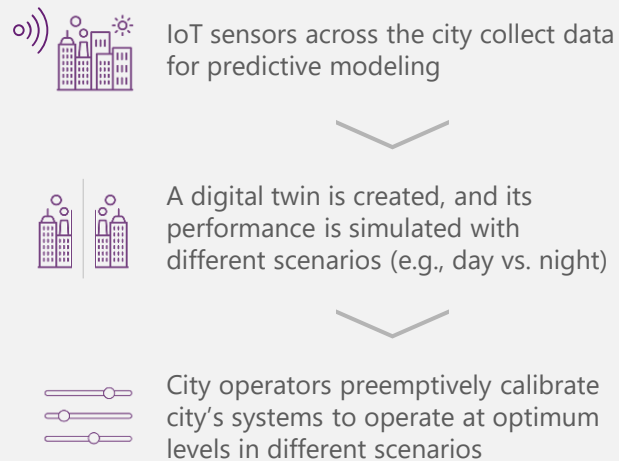 IoT sensors across the city collect data
for predictive modeling
A digital twin is created, and its
performance is simulated with
different scenarios (e.g., day vs. night)
City operators preemptively calibrate
city's systems to operate at optimum
levels in different scenarios